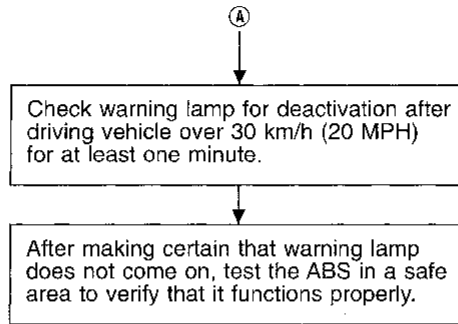 A
Check warning lamp for deactivation after
driving vehicle over 30 km/h (20 MPH)
for at least one minute.
After making certain that warning lamp
does not come on, test the ABS in a safe
area to verify that it functions properly.